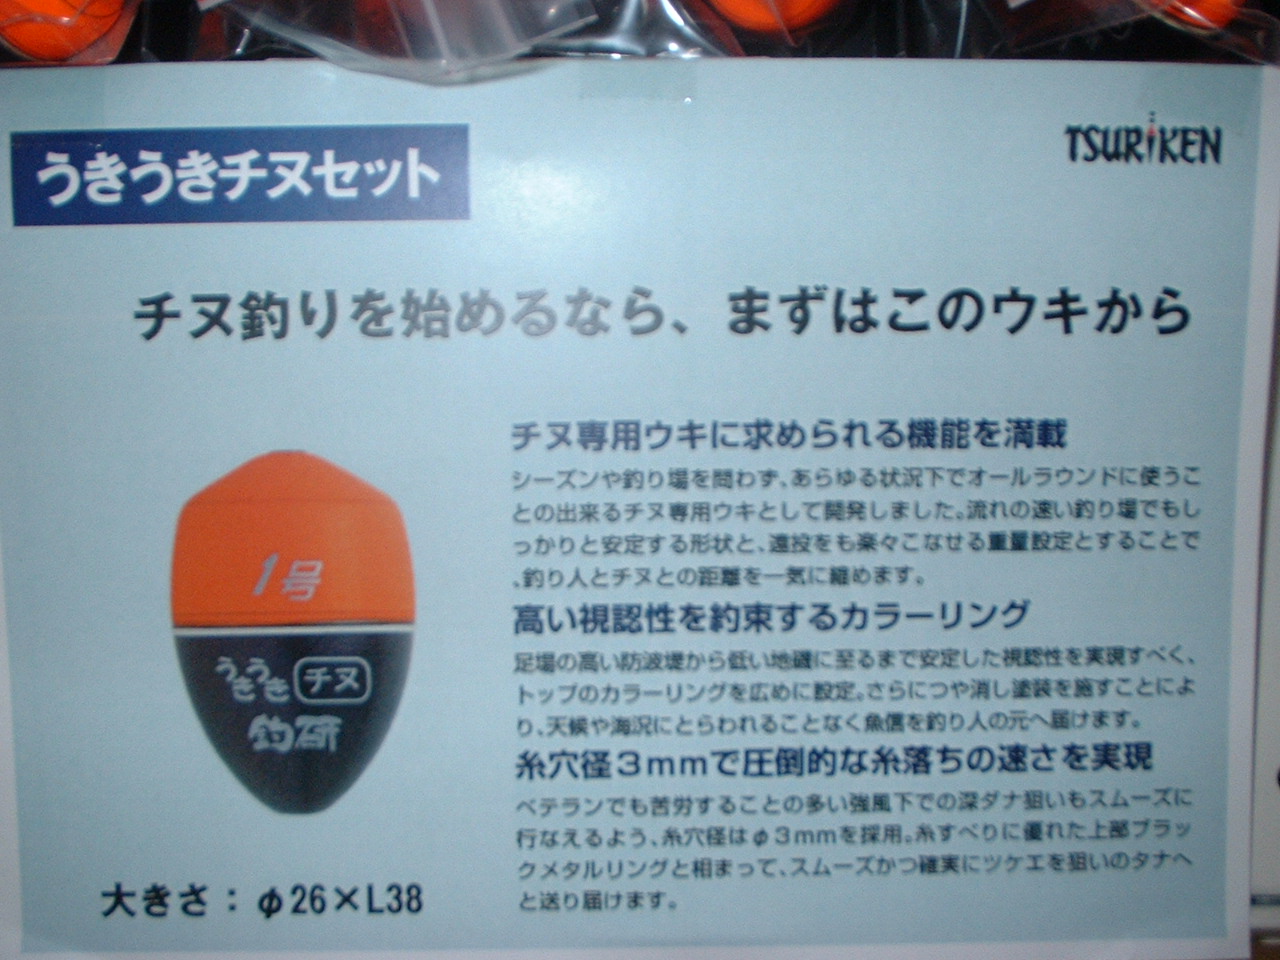 うきうきチヌセット
TSURiKEN
チヌ釣りを始めるなら、まずはこのウキから
チヌ専用ウキに求められる機能を満載
シーズンや釣り場を問わず、あらゆる状況下でオールラウンドに使うこ
との出来るチヌ専用ウキとして開発しました。流れの速い釣り場でもし
っかりと安定する形状と、遠投をも楽々こなせる重量設定とすることで
、釣り人とチヌとの距離を一気に縮めます。
高い視認性を約束するカラーリング
足場の高い防波堤から低い地磯に至るまで安定した視認性を実現すべく、
トップのカラーリングを広めに設定。さらにつや消し塗装を施すことによ
り、天候や海況にとらわれることなく魚信を釣り人の元へ届けます。
糸穴径3mmで圧倒的な糸落ちの速さを実現
ベテランでも苦労することの多い強風下での深ダナ狙いもスムーズに
行なえるよう、糸穴径はφ3mmを採用。糸すべりに優れた上部ブラッ
クメタルリングと相まって、スムーズかつ確実にツケエを狙いのタナへ
と送り届けます。
1号
うきうき チヌ
釣研
大きさ：φ26×L38